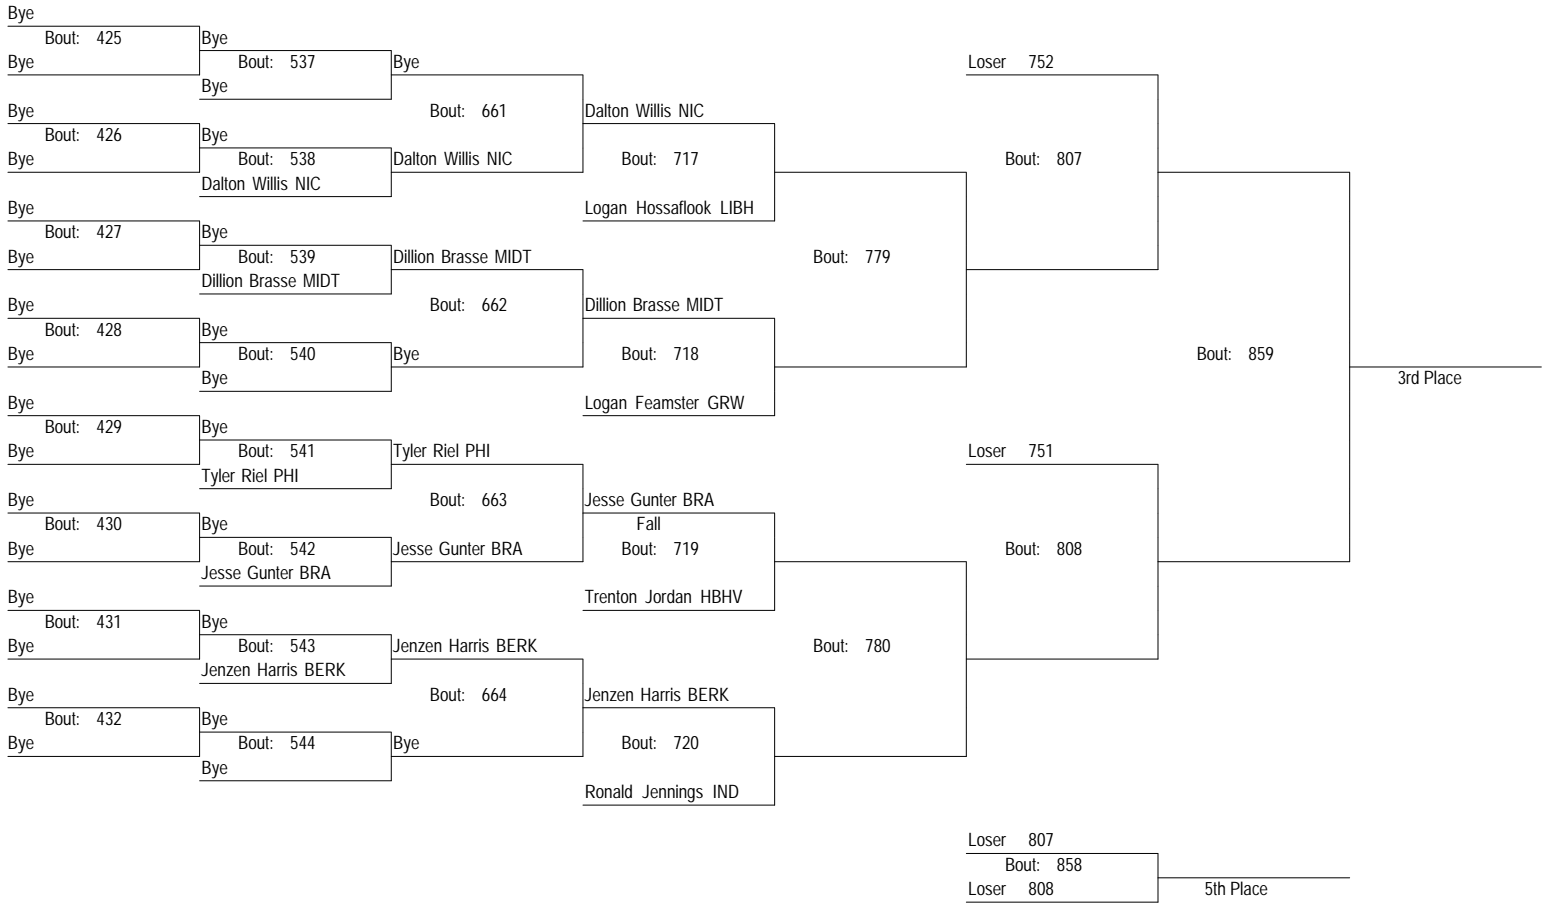 Bye
Bout: 425
Bye
Bye
Bout: 537
Bye
Bye
Loser 752
Bye
Bout: 426
Bye
Bye
Bout: 538
Dalton Willis NIC
Bout: 661
Dalton Willis NIC
Dalton Willis NIC
Bout: 717
Logan Hossaflook LIBH
Bout: 807
Bye
Bout: 427
Bye
Bye
Bout: 539
Dillion Brasse MIDT
Dillion Brasse MIDT
Bout: 779
Bye
Bout: 428
Bye
Bye
Bout: 540
Bye
Bout: 662
Bye
Dillion Brasse MIDT
Bout: 718
Logan Feamster GRW
Bout: 859
3rd Place
Bye
Bout: 429
Bye
Bye
Bout: 541
Tyler Riel PHI
Tyler Riel PHI
Loser 751
Bye
Bout: 430
Bye
Bye
Bout: 542
Jesse Gunter BRA
Bout: 663
Jesse Gunter BRA
Jesse Gunter BRA
Fall
Bout: 719
Trenton Jordan HBHV
Bout: 808
Bye
Bout: 431
Bye
Bye
Bout: 543
Jenzen Harris BERK
Jenzen Harris BERK
Bout: 780
Bye
Bout: 432
Bye
Bye
Bout: 544
Bye
Bout: 664
Bye
Jenzen Harris BERK
Bout: 720
Ronald Jennings IND
Loser 807
Bout: 858
Loser 808
5th Place